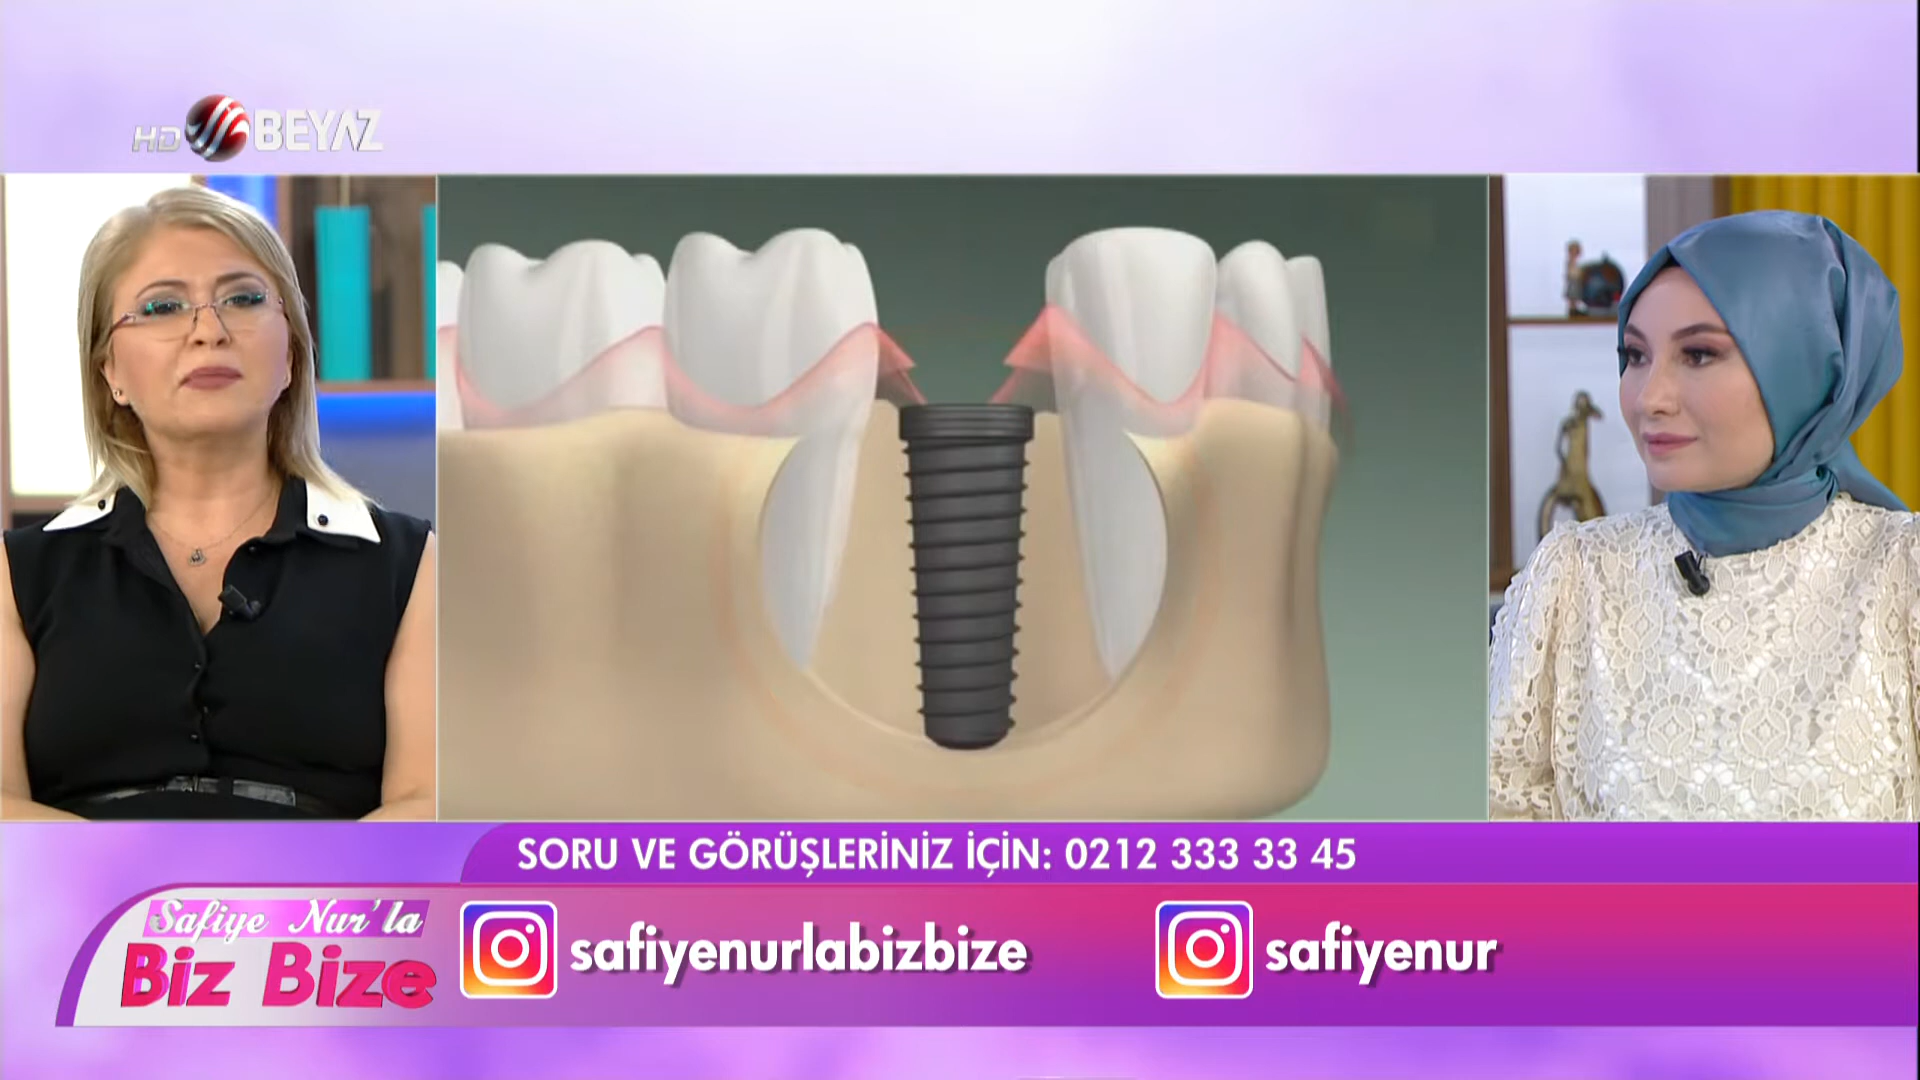 HD BEYAZ
SORU VE GÖRÜŞLERİNİZ İÇİN: 0212 333 33 45
Safiye Nur'la
Biz Bize
safiyenurlabizbize
safiyenur